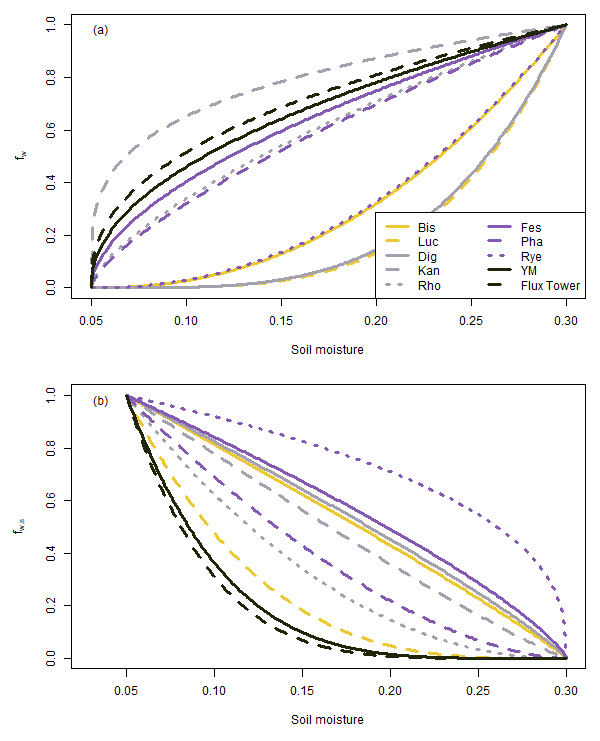 (a)
1.0
0.8
0.6
0.4
0.2
0.0
fw
Bis
Luc
Dig
Kan
Rho
Fes
Pha
Rye
YM
Flux Tower
0.05
0.10
0.15
0.20
0.25
0.30
Soil moisture
(b)
1.0
0.8
0.6
0.4
0.2
0.0
fw,s
0.05
0.10
0.15
0.20
0.25
0.30
Soil moisture